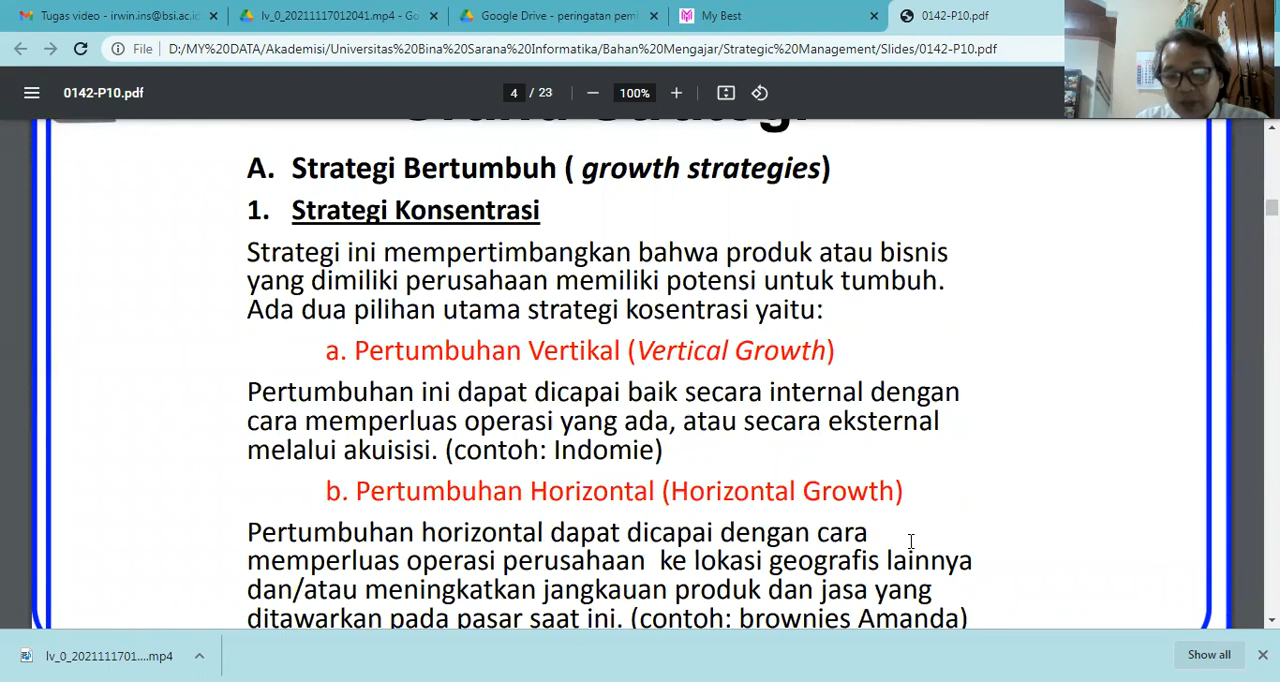 Tugas video - irwin.ins@bsi.ac.id
lv_0_20211117012041.mp4 - Go
Google Drive - peringatan pem
My Best
0142-P10.pdf
File
D:/MY%20DATA/Akademisi/Universitas%20Bina%20Sarana%20Informatika/Bahan%20Mengajar/Strategic%20Management/Slides/0142-P10.pdf
0142-P10.pdf
4 / 23
100%
A. Strategi Bertumbuh ( growth strategies)
1. Strategi Konsentrasi
Strategi ini mempertimbangkan bahwa produk atau bisnis
yang dimiliki perusahaan memiliki potensi untuk tumbuh.
Ada dua pilihan utama strategi kosentrasi yaitu:
a. Pertumbuhan Vertikal (Vertical Growth)
Pertumbuhan ini dapat dicapai baik secara internal dengan
cara memperluas operasi yang ada, atau secara eksternal
melalui akuisisi. (contoh: Indomie)
b. Pertumbuhan Horizontal (Horizontal Growth)
Pertumbuhan horizontal dapat dicapai dengan cara
memperluas operasi perusahaan ke lokasi geografis lainnya
dan/atau meningkatkan jangkauan produk dan jasa yang
ditawarkan pada pasar saat ini. (contoh: brownies Amanda)
lv_0_2021111701....mp4
Show all